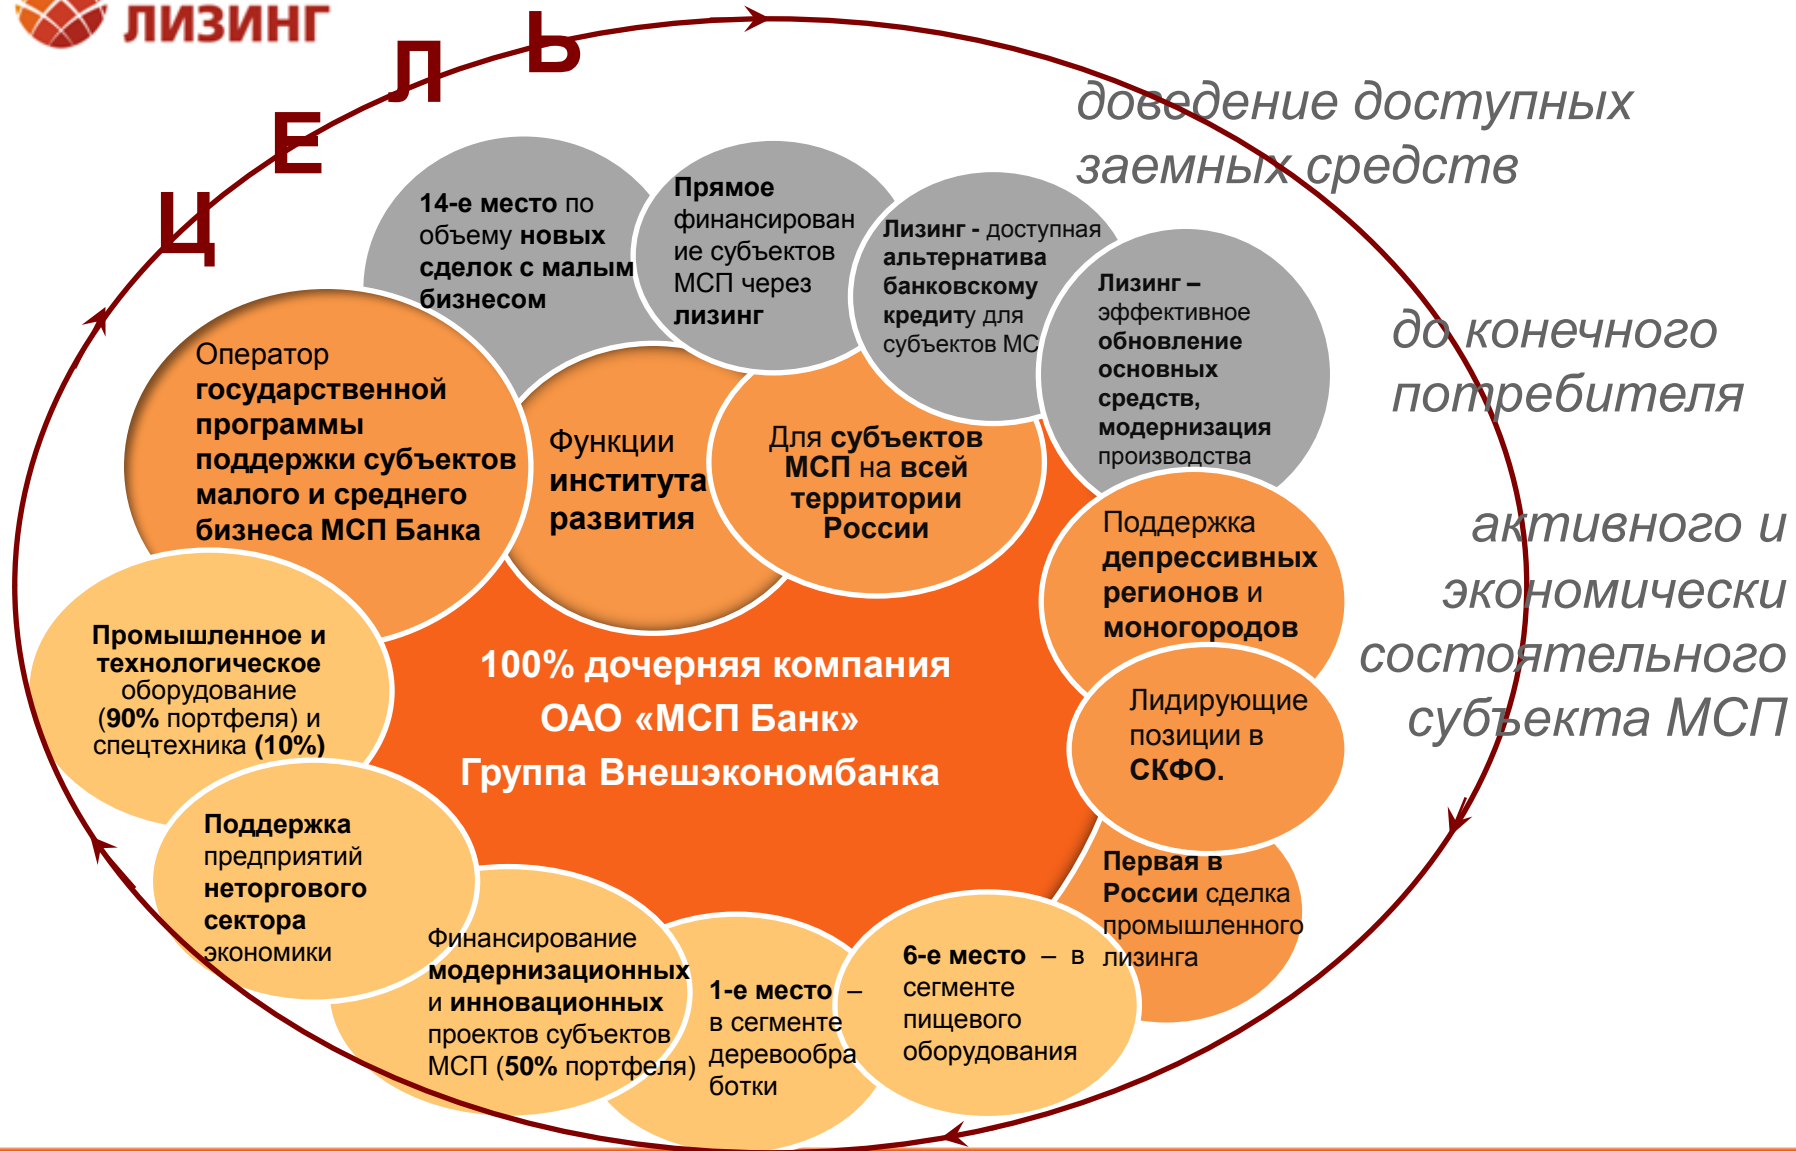 ЛИЗИНГ
ЦЕЛЬ
доведение доступных
заемных средств
до конечного
потребителя
активного и
экономически
состоятельного
субъекта МСП
14-е место по
объему новых
сделок с малым
бизнесом
Прямое
финансирован
ие субъектов
МСП через
лизинг
Лизинг - доступная
альтернатива
банковскому
кредиту для
субъектов МС
Лизинг –
эффективное
обновление
основных
средств,
модернизация
производства
Оператор
государственной
программы
поддержки субъектов
малого и среднего
бизнеса МСП Банка
Функции
института
развития
Для субъектов
МСП на всей
территории
России
Поддержка
депрессивных
регионов и
моногородов
Лидирующие
позиции в
СКФО.
Первая в
России сделка
промышленного
лизинга
100% дочерняя компания
ОАО «МСП Банк»
Группа Внешэкономбанка
Промышленное и
технологическое
оборудование
(90% портфеля) и
спецтехника (10%)
Поддержка
предприятий
неторгового
сектора
экономики
Финансирование
модернизационных
и инновационных
проектов субъектов
МСП (50% портфеля)
1-е место –
в сегменте
деревообра
ботки
6-е место – в
сегменте
пищевого
оборудования